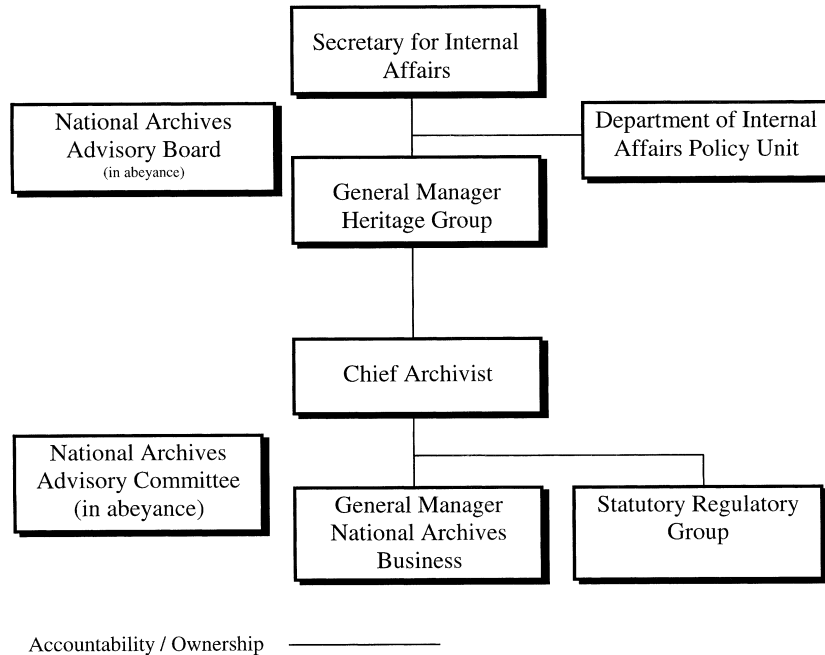 Secretary for Internal
Affairs
National Archives
Advisory Board
(in abeyance)
Department of Internal
Affairs Policy Unit
General Manager
Heritage Group
Chief Archivist
National Archives
Advisory Committee
(in abeyance)
General Manager
National Archives
Business
Statutory Regulatory
Group
Accountability / Ownership